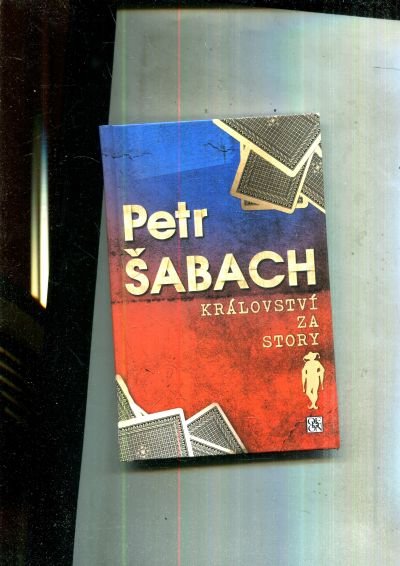 Petr
ŠABACH
KRÁLOVSTVÍ
ZA
STORY